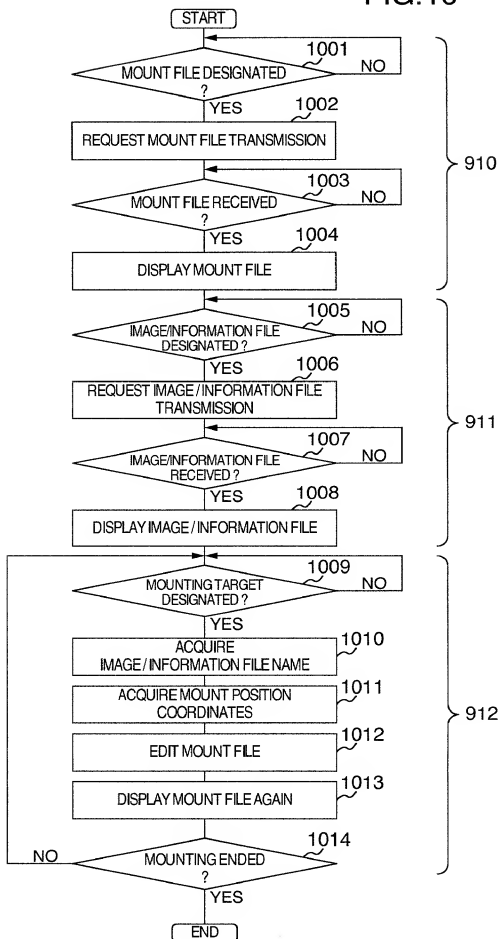 START
1001
MOUNT FILE DESIGNATED
?
NO
YES
1002
REQUEST MOUNT FILE TRANSMISSION
1003
MOUNT FILE RECEIVED
?
NO
YES
1004
DISPLAY MOUNT FILE
910
1005
IMAGE/INFORMATION FILE
DESIGNATED ?
NO
YES
1006
REQUEST IMAGE / INFORMATION FILE
TRANSMISSION
1007
IMAGE/INFORMATION FILE
RECEIVED ?
NO
YES
1008
DISPLAY IMAGE / INFORMATION FILE
911
1009
MOUNTING TARGET
DESIGNATED ?
NO
YES
1010
ACQUIRE
IMAGE / INFORMATION FILE NAME
1011
ACQUIRE MOUNT POSITION
COORDINATES
1012
EDIT MOUNT FILE
1013
DISPLAY MOUNT FILE AGAIN
1014
MOUNTING ENDED
?
NO
YES
912
END